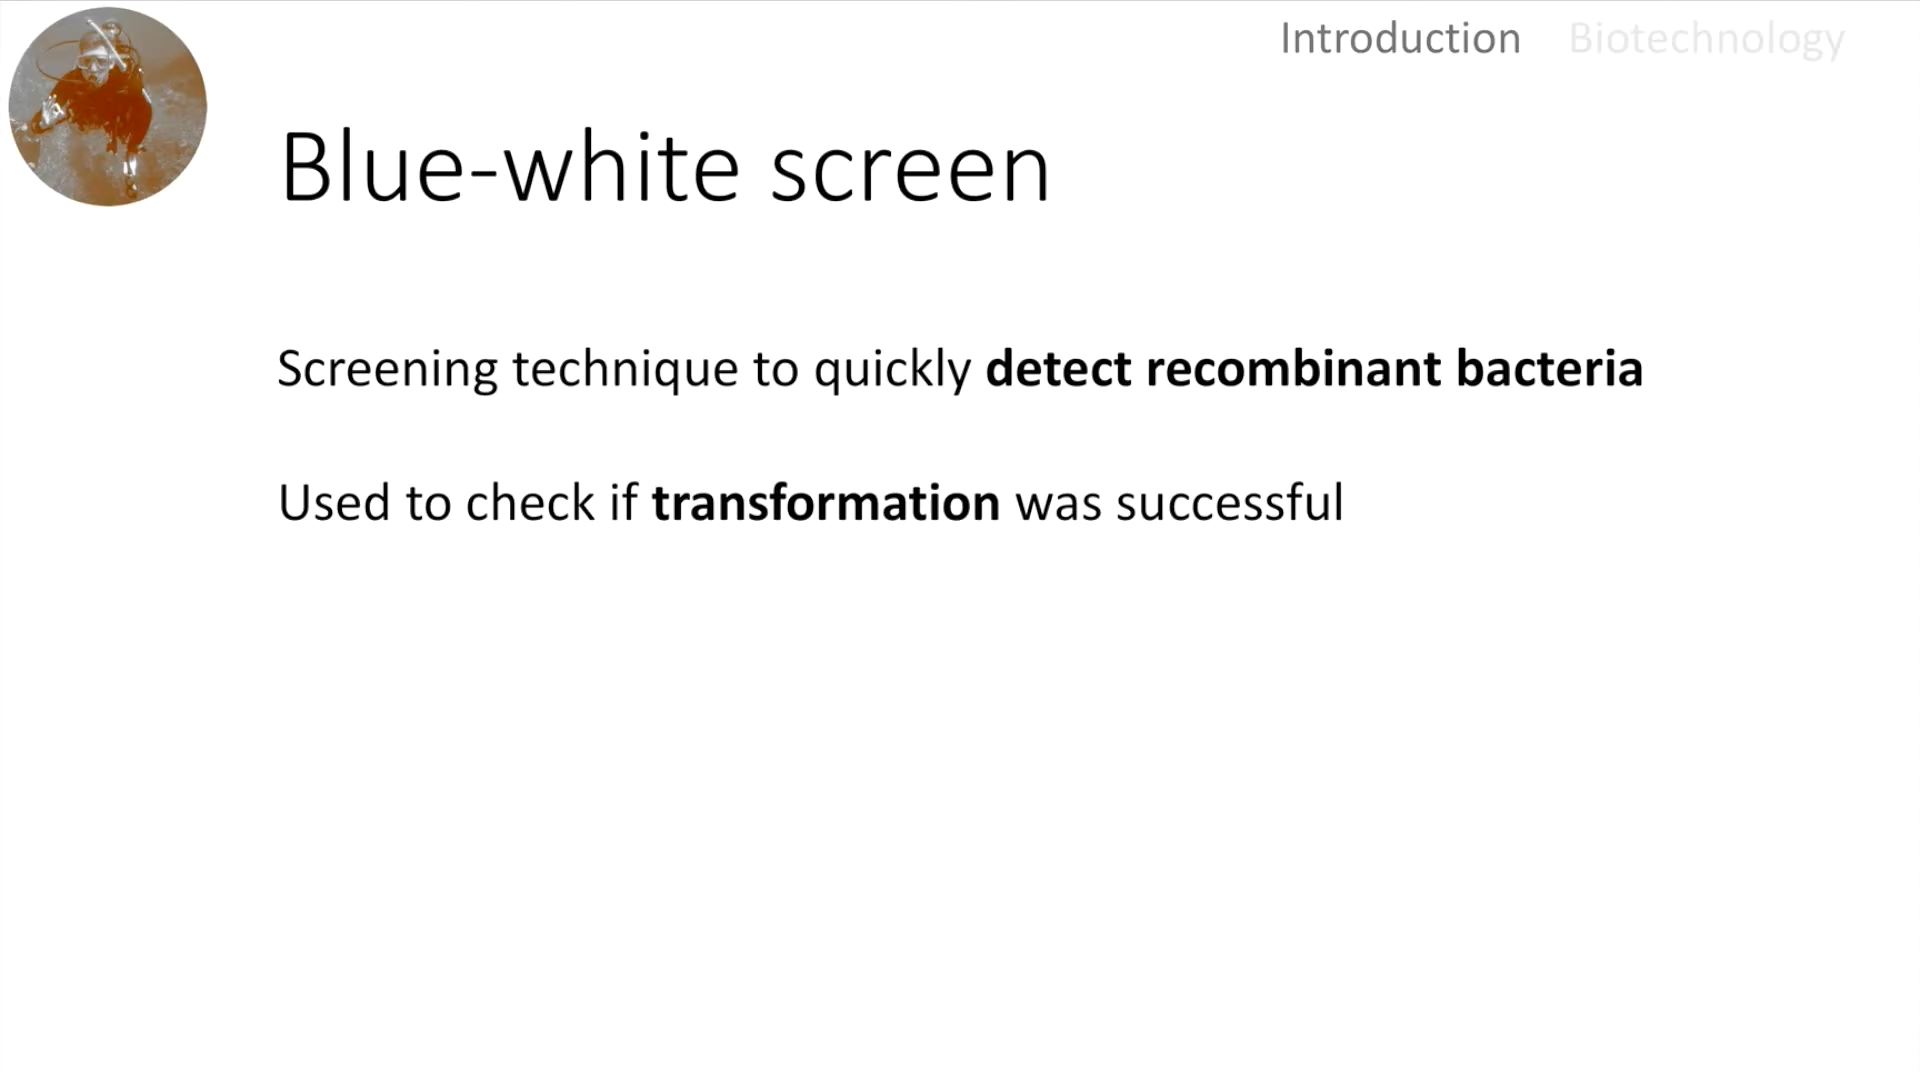 Introduction Biotechnology
Blue-white screen
Screening technique to quickly detect recombinant bacteria
Used to check if transformation was successful